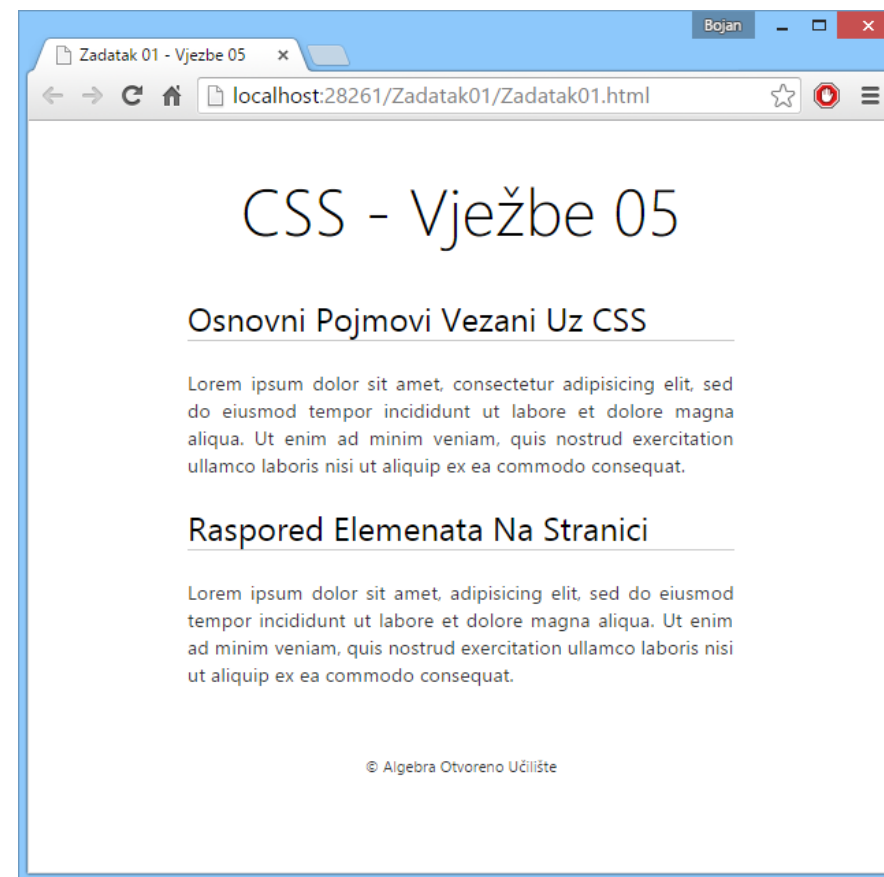 Bojan
Zadatak 01 - Vjezbe 05
localhost:28261/Zadatak01/Zadatak01.html
CSS - Vježbe 05
Osnovni Pojmovi Vezani Uz CSS
Lorem ipsum dolor sit amet, consectetur adipisicing elit, sed
do eiusmod tempor incididunt ut labore et dolore magna
aliqua. Ut enim ad minim veniam, quis nostrud exercitation
ullamco laboris nisi ut aliquip ex ea commodo consequat.
Raspored Elemenata Na Stranici
Lorem ipsum dolor sit amet, adipisicing elit, sed do eiusmod
tempor incididunt ut labore et dolore magna aliqua. Ut enim
ad minim veniam, quis nostrud exercitation ullamco laboris nisi
ut aliquip ex ea commodo consequat.
© Algebra Otvoreno Učilište